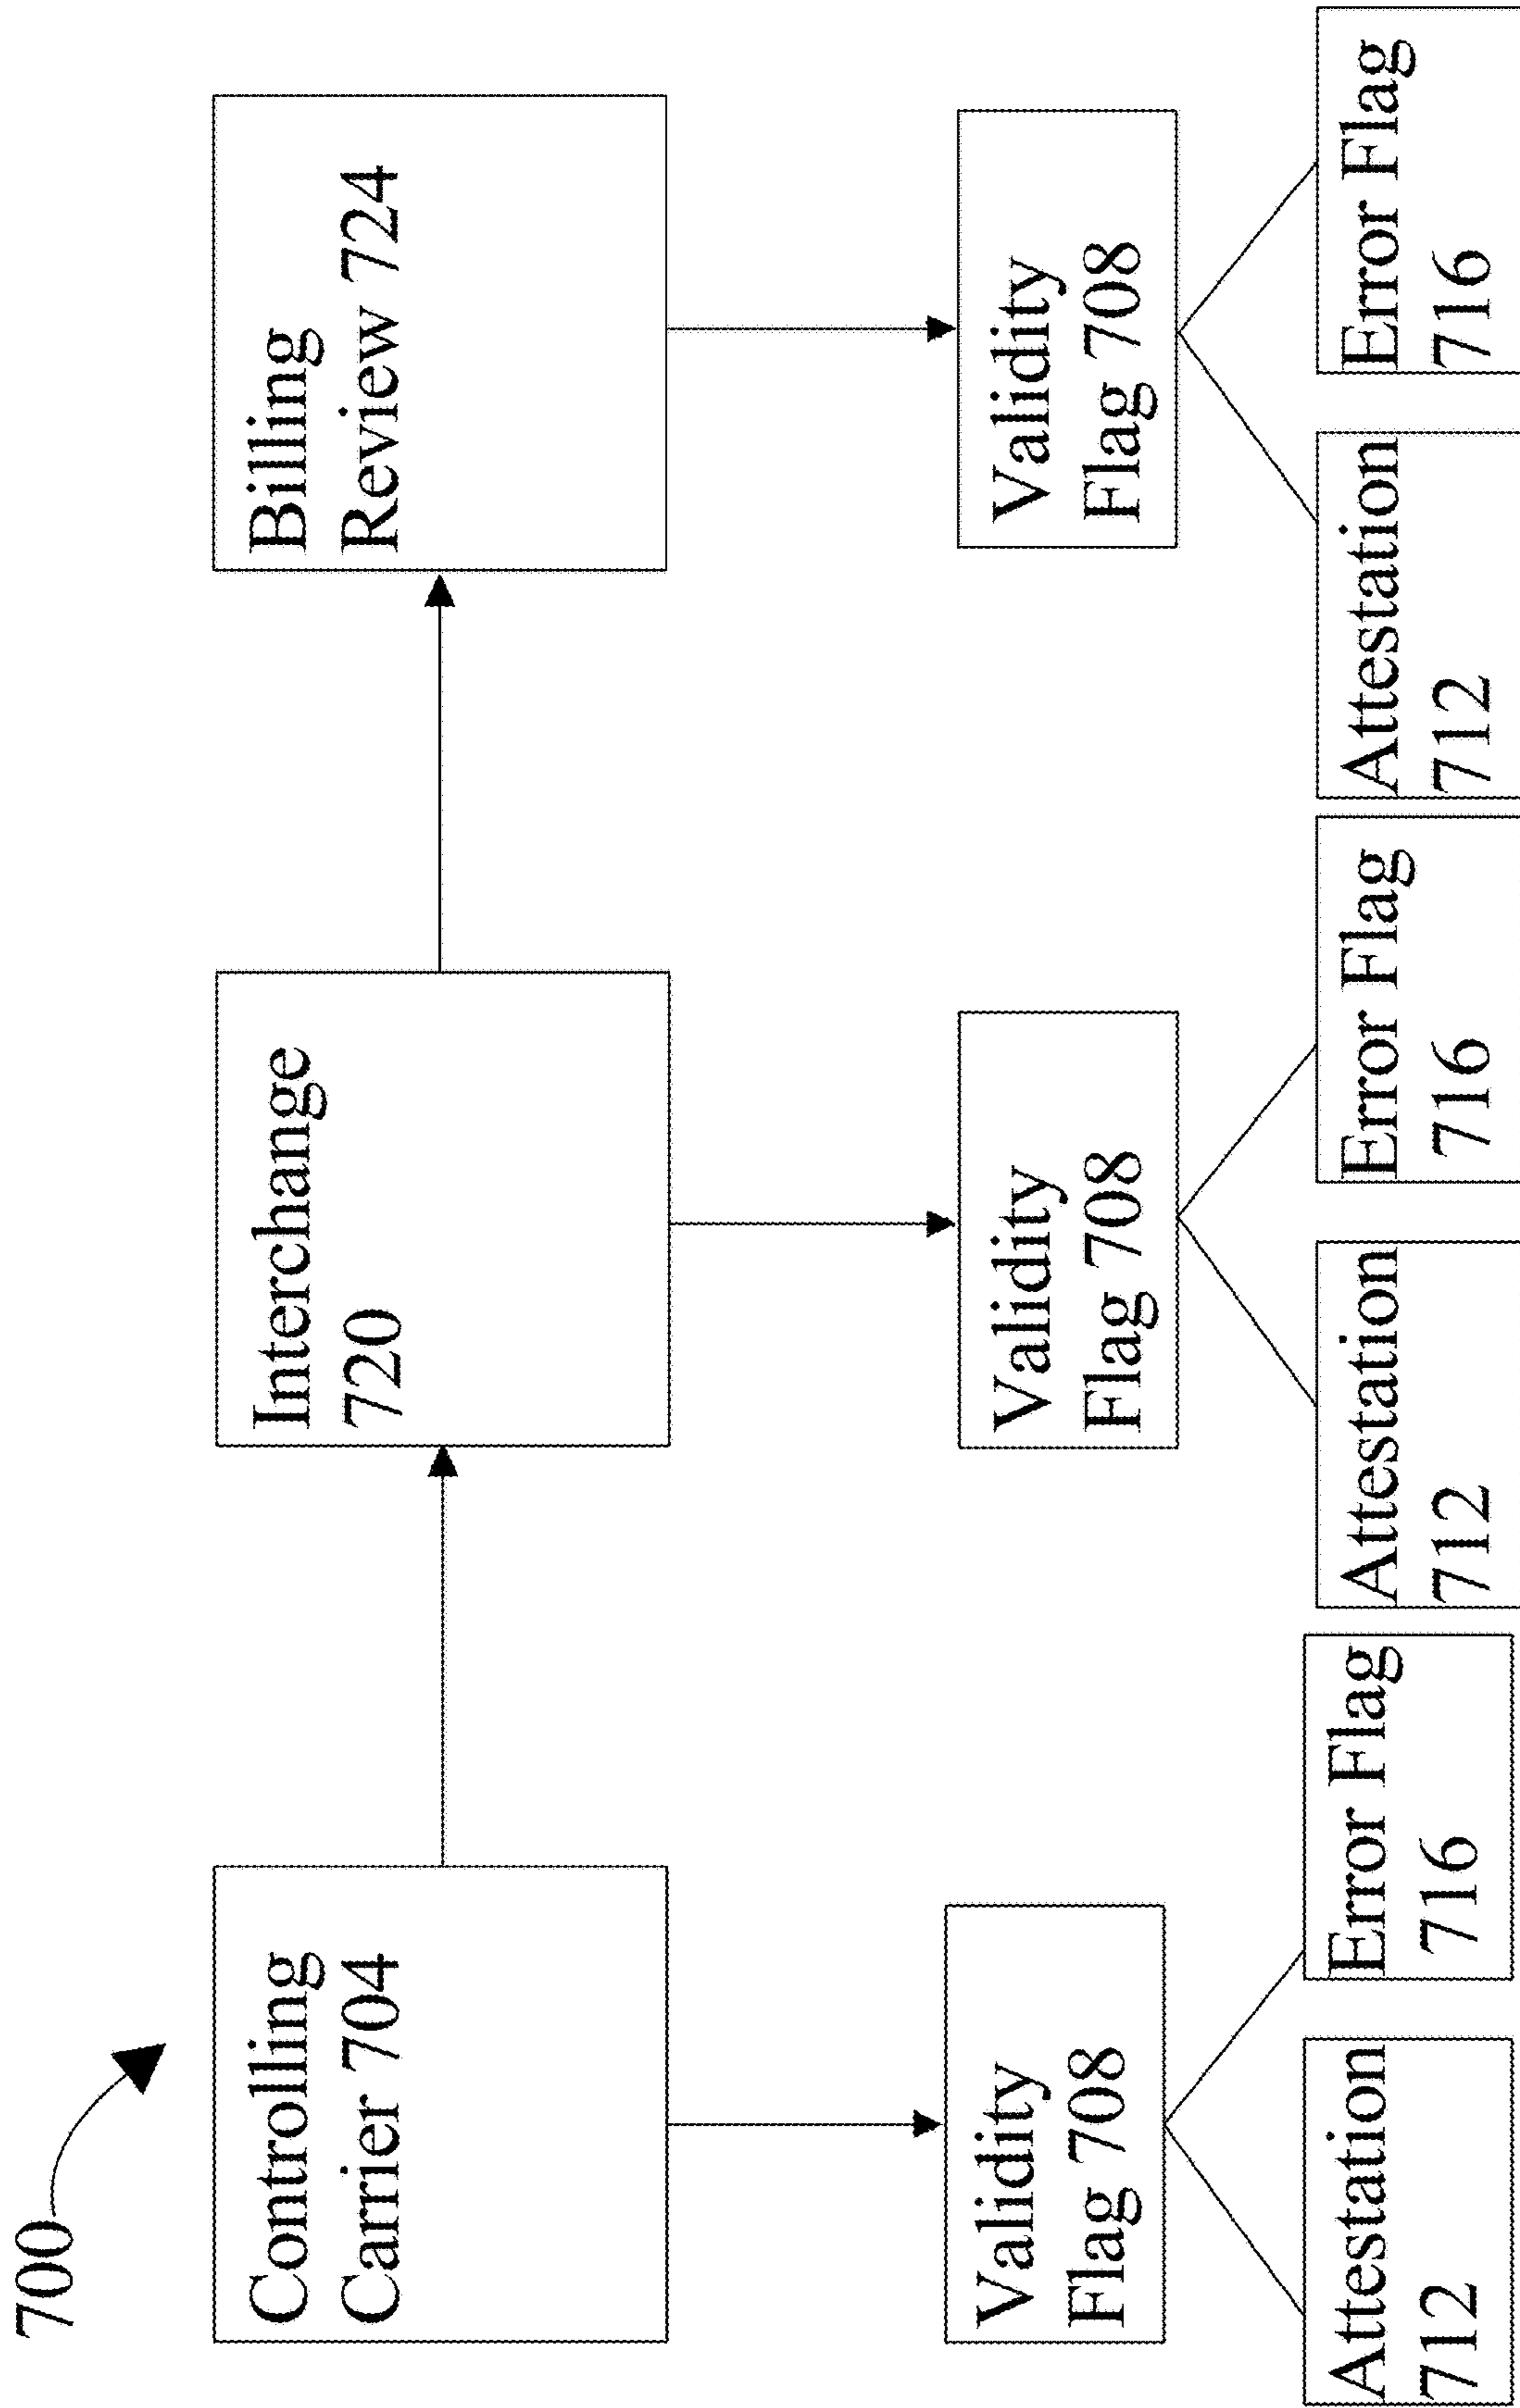 700
Controlling
Carrier 704
Interchange
720
Billing
Review 724
Validity
Flag 708
Validity
Flag 708
Validity
Flag 708
Attestation
712
Error Flag
716
Attestation
712
Error Flag
716
Attestation
712
Error Flag
716